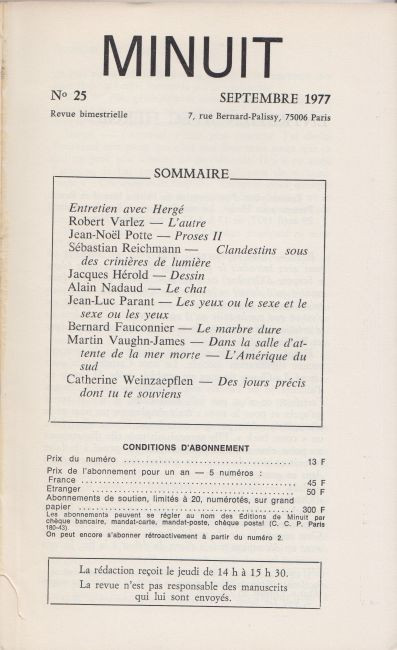 MINUIT
No 25 SEPTEMBRE 1977
Revue bimestrielle 7, rue Bernard-Palissy, 75006 Paris
SOMMAIRE
Entretien avec Hergé
Robert Varlez — L'autre
Jean-Noël Potte — Proses II
Sébastian Reichmann — Clandestins sous
des crinières de lumière
Jacques Hérold — Dessin
Alain Nadaud — Le chat
Jean-Luc Parant — Les yeux ou le sexe et le
sexe ou les yeux
Bernard Fauconnier — Le marbre dure
Martin Vaughn-James — Dans la salle d'at-
tente de la mer morte — L'Amérique du
sud
Catherine Weinzaepflen — Des jours précis
dont tu te souviens
CONDITIONS D'ABONNEMENT
Prix du numéro ........................................ 13 F
Prix de l'abonnement pour un an — 5 numéros :
France ........................................ 45 F
Etranger ........................................ 50 F
Abonnements de soutien, limités à 20, numérotés, sur grand
papier ........................................ 300 F
Les abonnements peuvent se régler au nom des Editions de Minuit par
chèque bancaire, mandat-carte, mandat-poste, chèque postal (C. C. P. Paris
180-43).
On peut encore s'abonner rétroactivement à partir du numéro 2.
La rédaction reçoit le jeudi de 14 h à 15 h 30.
La revue n'est pas responsable des manuscrits
qui lui sont envoyés.